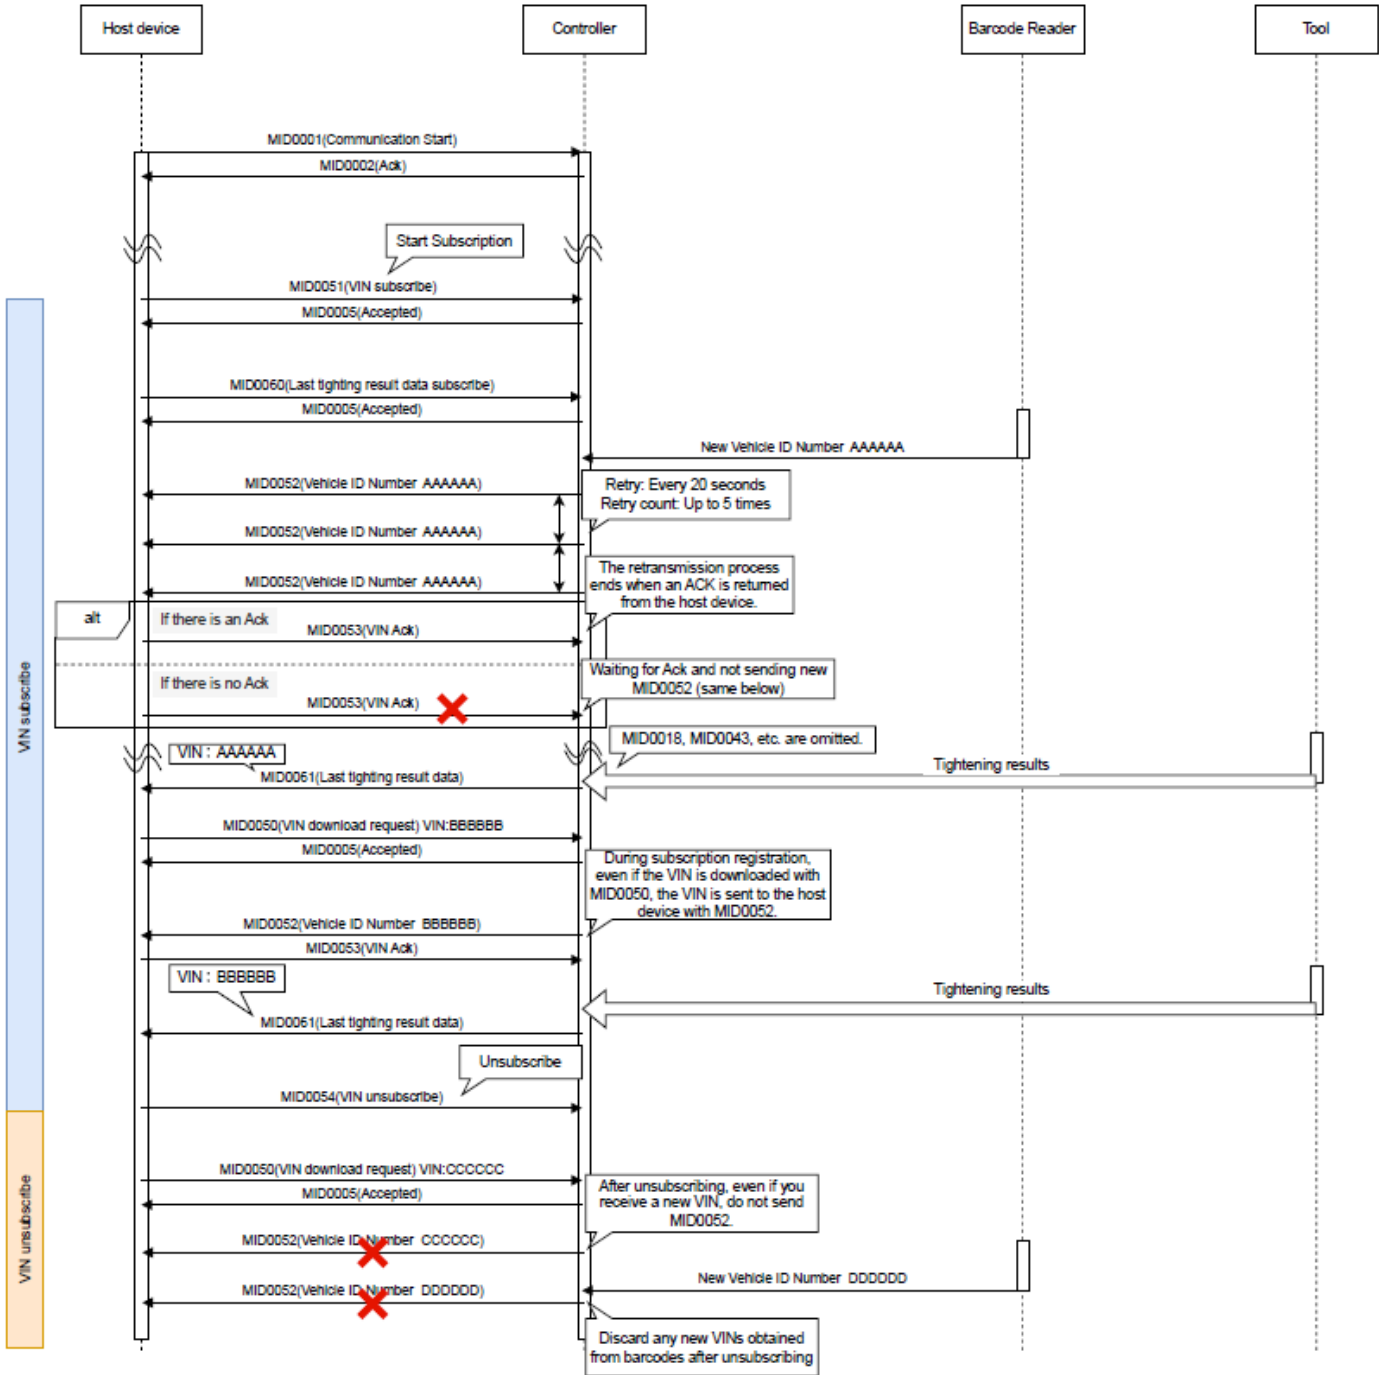 Host device
Controller
Barcode Reader
Tool
MID0001(Communication Start)
MID0002(Ack)
Start Subscription
MID0051(VIN subscribe)
MID0005(Accepted)
MID0060(Last tighting result data subscribe)
MID0005(Accepted)
New Vehicle ID Number AAAAAA
MID0052(Vehicle ID Number AAAAAA)
Retry: Every 20 seconds
Retry count: Up to 5 times
MID0052(Vehicle ID Number AAAAAA)
The retransmission process
ends when an ACK is returned
from the host device.
MID0052(Vehicle ID Number AAAAAA)
alt
If there is an Ack
MID0053(VIN Ack)
Waiting for Ack and not sending new
MID0052 (same below)
If there is no Ack
MID0053(VIN Ack)
VIN subscribe
MID0018, MID0043, etc. are omitted.
VIN : AAAAAA
Tightening results
MID0061(Last tighting result data)
MID0050(VIN download request) VIN:BBBBBB
MID0005(Accepted)
During subscription registration,
even if the VIN is downloaded with
MID0050, the VIN is sent to the host
device with MID0052.
MID0052(Vehicle ID Number BBBBBB)
MID0053(VIN Ack)
VIN : BBBBBB
Tightening results
MID0061(Last tighting result data)
Unsubscribe
MID0054(VIN unsubscribe)
VIN unsubscribe
MID0050(VIN download request) VIN:CCCCCC
MID0005(Accepted)
After unsubscribing, even if you
receive a new VIN, do not send
MID0052.
MID0052(Vehicle ID Number CCCCCC)
New Vehicle ID Number DDDDDD
MID0052(Vehicle ID Number DDDDDD)
Discard any new VINs obtained
from barcodes after unsubscribing